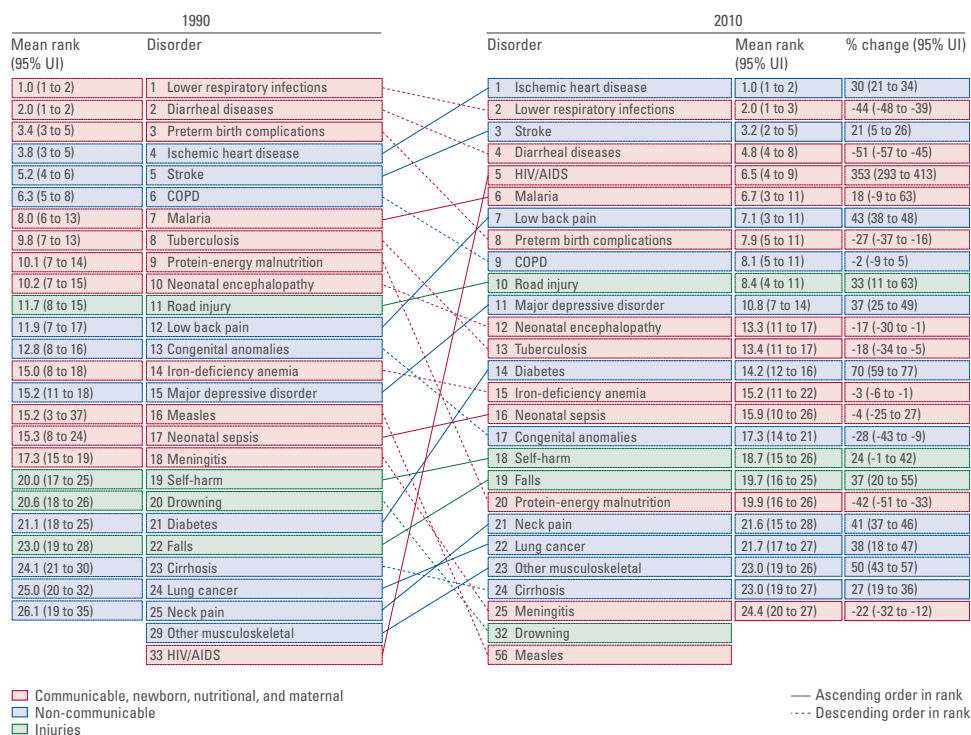 1990 2010
Mean rank (95% UI) Disorder Disorder Mean rank (95% UI) % change (95% UI)
1.0 (1 to 2) 1 Lower respiratory infections 1 Ischemic heart disease 1.0 (1 to 2) 30 (21 to 34)
2.0 (1 to 2) 2 Diarrheal diseases 2 Lower respiratory infections 2.0 (1 to 3) -44 (-48 to -39)
3.4 (3 to 5) 3 Preterm birth complications 3 Stroke 3.2 (2 to 5) 21 (5 to 26)
3.8 (3 to 5) 4 Ischemic heart disease 4 Diarrheal diseases 4.8 (4 to 8) -51 (-57 to -45)
5.2 (4 to 6) 5 Stroke 5 HIV/AIDS 6.5 (4 to 9) 353 (293 to 413)
6.3 (5 to 8) 6 COPD 6 Malaria 6.7 (3 to 11) 18 (-9 to 63)
8.0 (6 to 13) 7 Malaria 7 Low back pain 7.1 (3 to 11) 43 (38 to 48)
9.8 (7 to 13) 8 Tuberculosis 8 Preterm birth complications 7.9 (5 to 11) -27 (-37 to -16)
10.1 (7 to 14) 9 Protein-energy malnutrition 9 COPD 8.1 (5 to 11) -2 (-9 to 5)
10.2 (7 to 15) 10 Neonatal encephalopathy 10 Road injury 8.4 (4 to 11) 33 (11 to 63)
11.7 (8 to 15) 11 Road injury 11 Major depressive disorder 10.8 (7 to 14) 37 (25 to 49)
11.9 (7 to 17) 12 Low back pain 12 Neonatal encephalopathy 13.3 (11 to 17) -17 (-30 to -1)
12.8 (8 to 16) 13 Congenital anomalies 13 Tuberculosis 13.4 (11 to 17) -18 (-34 to -5)
15.0 (8 to 18) 14 Iron-deficiency anemia 14 Diabetes 14.2 (12 to 16) 70 (59 to 77)
15.2 (11 to 18) 15 Major depressive disorder 15 Iron-deficiency anemia 15.2 (11 to 22) -3 (-6 to -1)
15.2 (3 to 37) 16 Measles 16 Neonatal sepsis 15.9 (10 to 26) -4 (-25 to 27)
15.3 (8 to 24) 17 Neonatal sepsis 17 Congenital anomalies 17.3 (14 to 21) -28 (-43 to -9)
17.3 (15 to 19) 18 Meningitis 18 Self-harm 18.7 (15 to 26) 24 (-1 to 42)
20.0 (17 to 25) 19 Self-harm 19 Falls 19.7 (16 to 25) 37 (20 to 55)
20.6 (18 to 26) 20 Drowning 20 Protein-energy malnutrition 19.9 (16 to 26) -42 (-51 to -33)
21.1 (18 to 25) 21 Diabetes 21 Neck pain 21.6 (15 to 28) 41 (37 to 46)
23.0 (19 to 28) 22 Falls 22 Lung cancer 21.7 (17 to 27) 38 (18 to 47)
24.1 (21 to 30) 23 Cirrhosis 23 Other musculoskeletal 23.0 (19 to 26) 50 (43 to 57)
25.0 (20 to 32) 24 Lung cancer 24 Cirrhosis 23.0 (19 to 27) 27 (19 to 36)
26.1 (19 to 35) 25 Neck pain 25 Meningitis 24.4 (20 to 27) -22 (-32 to -12)
29 Other musculoskeletal 32 Drowning
33 HIV/AIDS 56 Measles
Communicable, newborn, nutritional, and maternal Ascending order in rank
Non-communicable Descending order in rank
Injuries